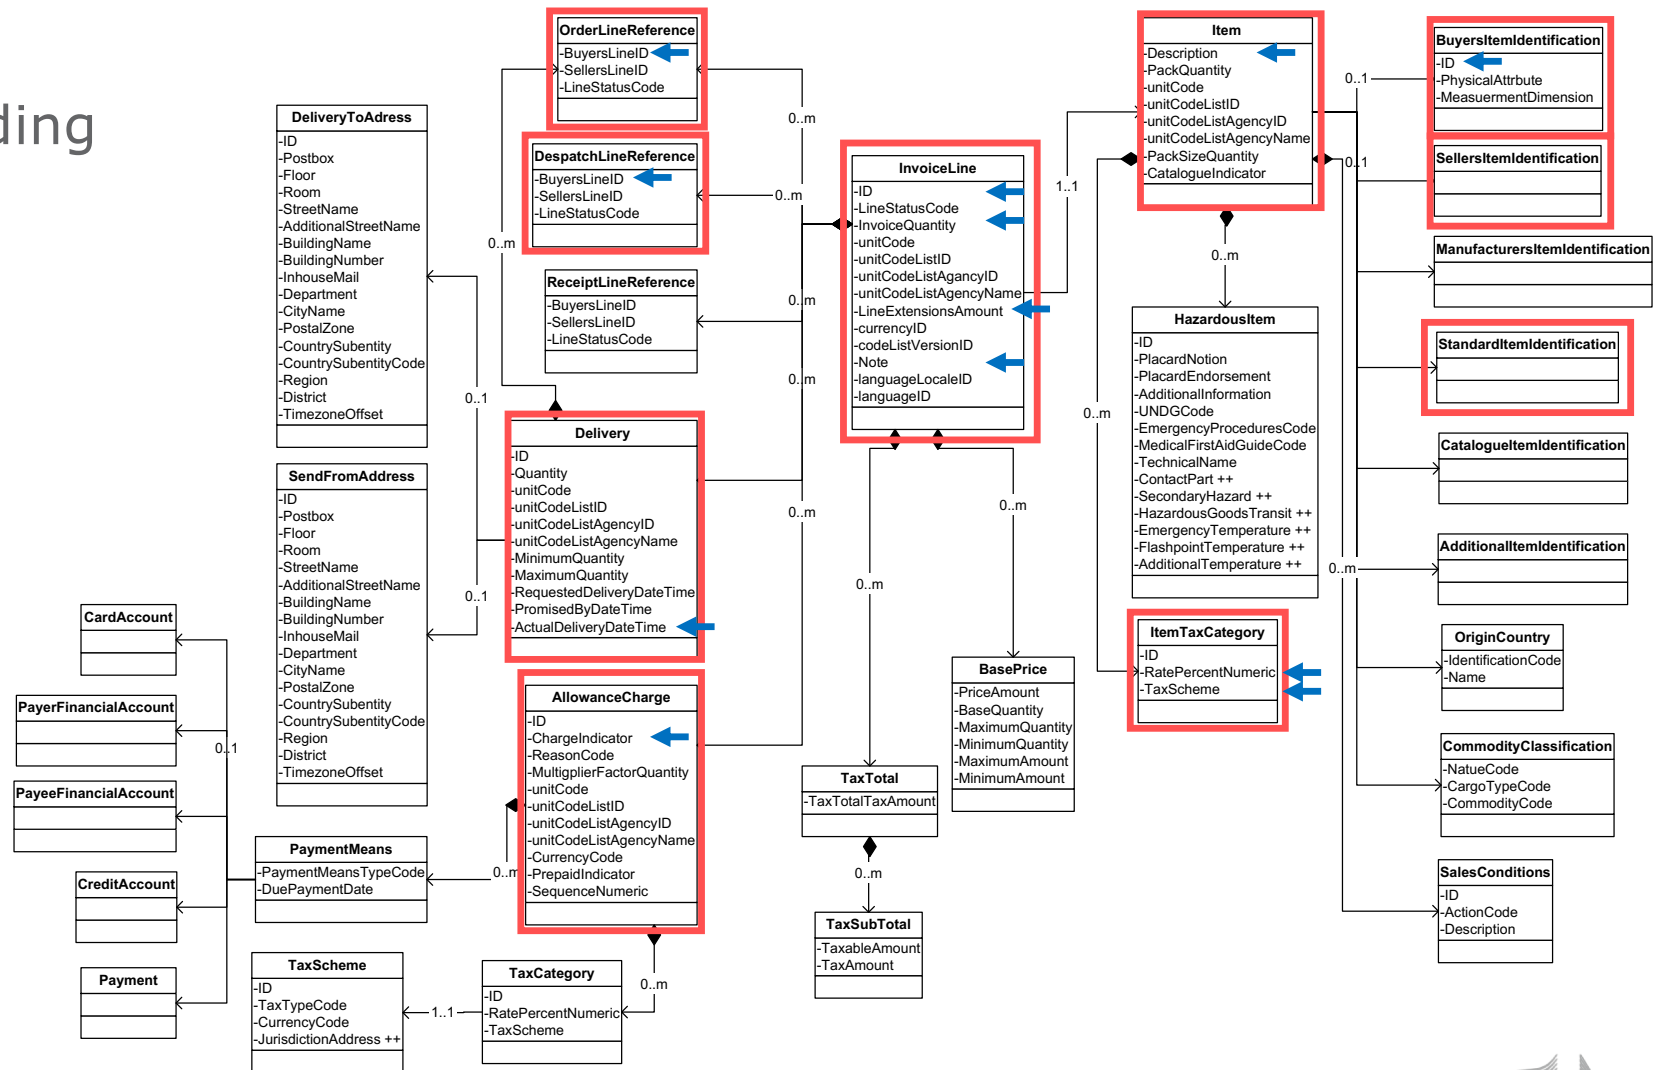 ding
OrderLineReference
-BuyersLineID
-SellersLineID
-LineStatusCode
DespatchLineReference
-BuyersLineID
-SellersLineID
-LineStatusCode
ReceiptLineReference
-BuyersLineID
-SellersLineID
-LineStatusCode
DeliveryToAdress
-ID
-Postbox
-Floor
-Room
-StreetName
-AdditionalStreetName
-BuildingName
-BuildingNumber
-InhouseMail
-Department
-CityName
-PostalZone
-CountrySubentity
-CountrySubentityCode
-Region
-District
-TimezoneOffset
SendFromAddress
-ID
-Postbox
-Floor
-Room
-StreetName
-AdditionalStreetName
-BuildingName
-BuildingNumber
-InhouseMail
-Department
-CityName
-PostalZone
-CountrySubentity
-CountrySubentityCode
-Region
-District
-TimezoneOffset
Delivery
-ID
-Quantity
-unitCode
-unitCodeListID
-unitCodeListAgencyID
-unitCodeListAgencyName
-MinimumQuantity
-MaximumQuantity
-RequestedDeliveryDateTime
-PromisedByDateTime
-ActualDeliveryDateTime
AllowanceCharge
-ID
-ChargeIndicator
-ReasonCode
-MultigplierFactorQuantity
-unitCode
-unitCodeListID
-unitCodeListAgencyID
-unitCodeListAgencyName
-CurrencyCode
-PrepaidIndicator
-SequenceNumeric
CardAccount
PayerFinancialAccount
PayeeFinancialAccount
CreditAccount
Payment
PaymentMeans
-PaymentMeansTypeCode
-DuePaymentDate
TaxScheme
-ID
-TaxTypeCode
-CurrencyCode
-JurisdictionAddress ++
TaxCategory
-ID
-RatePercentNumeric
-TaxScheme
InvoiceLine
-ID
-LineStatusCode
-InvoiceQuantity
-unitCode
-unitCodeListID
-unitCodeListAgancyID
-unitCodeListAgencyName
-LineExtensionsAmount
-currencyID
-codeListVersionID
-Note
-languageLocaleID
-languageID
BasePrice
-PriceAmount
-BaseQuantity
-MaximumQuantity
-MinimumQuantity
-MaximumAmount
-MinimumAmount
TaxTotal
-TaxTotalTaxAmount
TaxSubTotal
-TaxableAmount
-TaxAmount
Item
-Description
-PackQuantity
-unitCode
-unitCodeListID
-unitCodeListAgencyID
-unitCodeListAgencyName
-PackSizeQuantity
-CatalogueIndicator
HazardousItem
-ID
-PlacardNotion
-PlacardEndorsement
-AdditionalInformation
-UNDGCode
-EmergencyProceduresCode
-MedicalFirstAidGuideCode
-TechnicalName
-ContactPart ++
-SecondaryHazard ++
-HazardousGoodsTransit ++
-EmergencyTemperature ++
-FlashpointTemperature ++
-AdditionalTemperature ++
ItemTaxCategory
-ID
-RatePercentNumeric
-TaxScheme
BuyersItemIdentification
-ID
-PhysicalAttrbute
-MeasuermentDimension
SellersItemIdentification
ManufacturersItemIdentification
StandardItemIdentification
CatalogueItemIdentification
AdditionalItemIdentification
OriginCountry
-IdentificationCode
-Name
CommodityClassification
-NatueCode
-CargoTypeCode
-CommodityCode
SalesConditions
-ID
-ActionCode
-Description
0..m
0..m
0..m
0..m
0..m
0..m
0..1
0..1
0..1
0..m
0..m
1..1
0..m
0..m
0..m
1..1
0..m
0..m
0..1
0..1
0..m